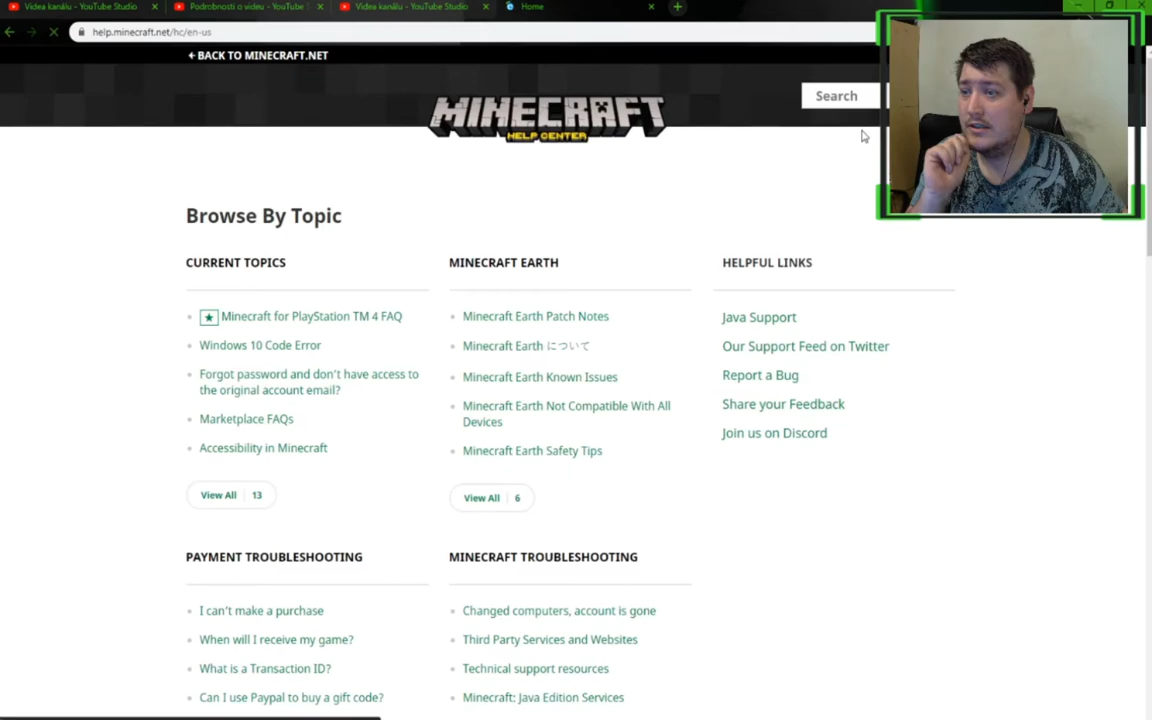 Videa kanálu - YouTube Studio
Podrobnosti o videu - YouTube S
Videa kanálu - YouTube Studio
Home
help.minecraft.net/hc/en-us
BACK TO MINECRAFT.NET
MINECRAFT
HELP CENTER
Search
Browse By Topic
CURRENT TOPICS
Minecraft for PlayStation TM 4 FAQ
Windows 10 Code Error
Forgot password and don't have access to
the original account email?
Marketplace FAQs
Accessibility in Minecraft
View All 13
MINECRAFT EARTH
Minecraft Earth Patch Notes
Minecraft Earth について
Minecraft Earth Known Issues
Minecraft Earth Not Compatible With All
Devices
Minecraft Earth Safety Tips
View All 6
HELPFUL LINKS
Java Support
Our Support Feed on Twitter
Report a Bug
Share your Feedback
Join us on Discord
PAYMENT TROUBLESHOOTING
I can't make a purchase
When will I receive my game?
What is a Transaction ID?
Can I use Paypal to buy a gift code?
MINECRAFT TROUBLESHOOTING
Changed computers, account is gone
Third Party Services and Websites
Technical support resources
Minecraft: Java Edition Services